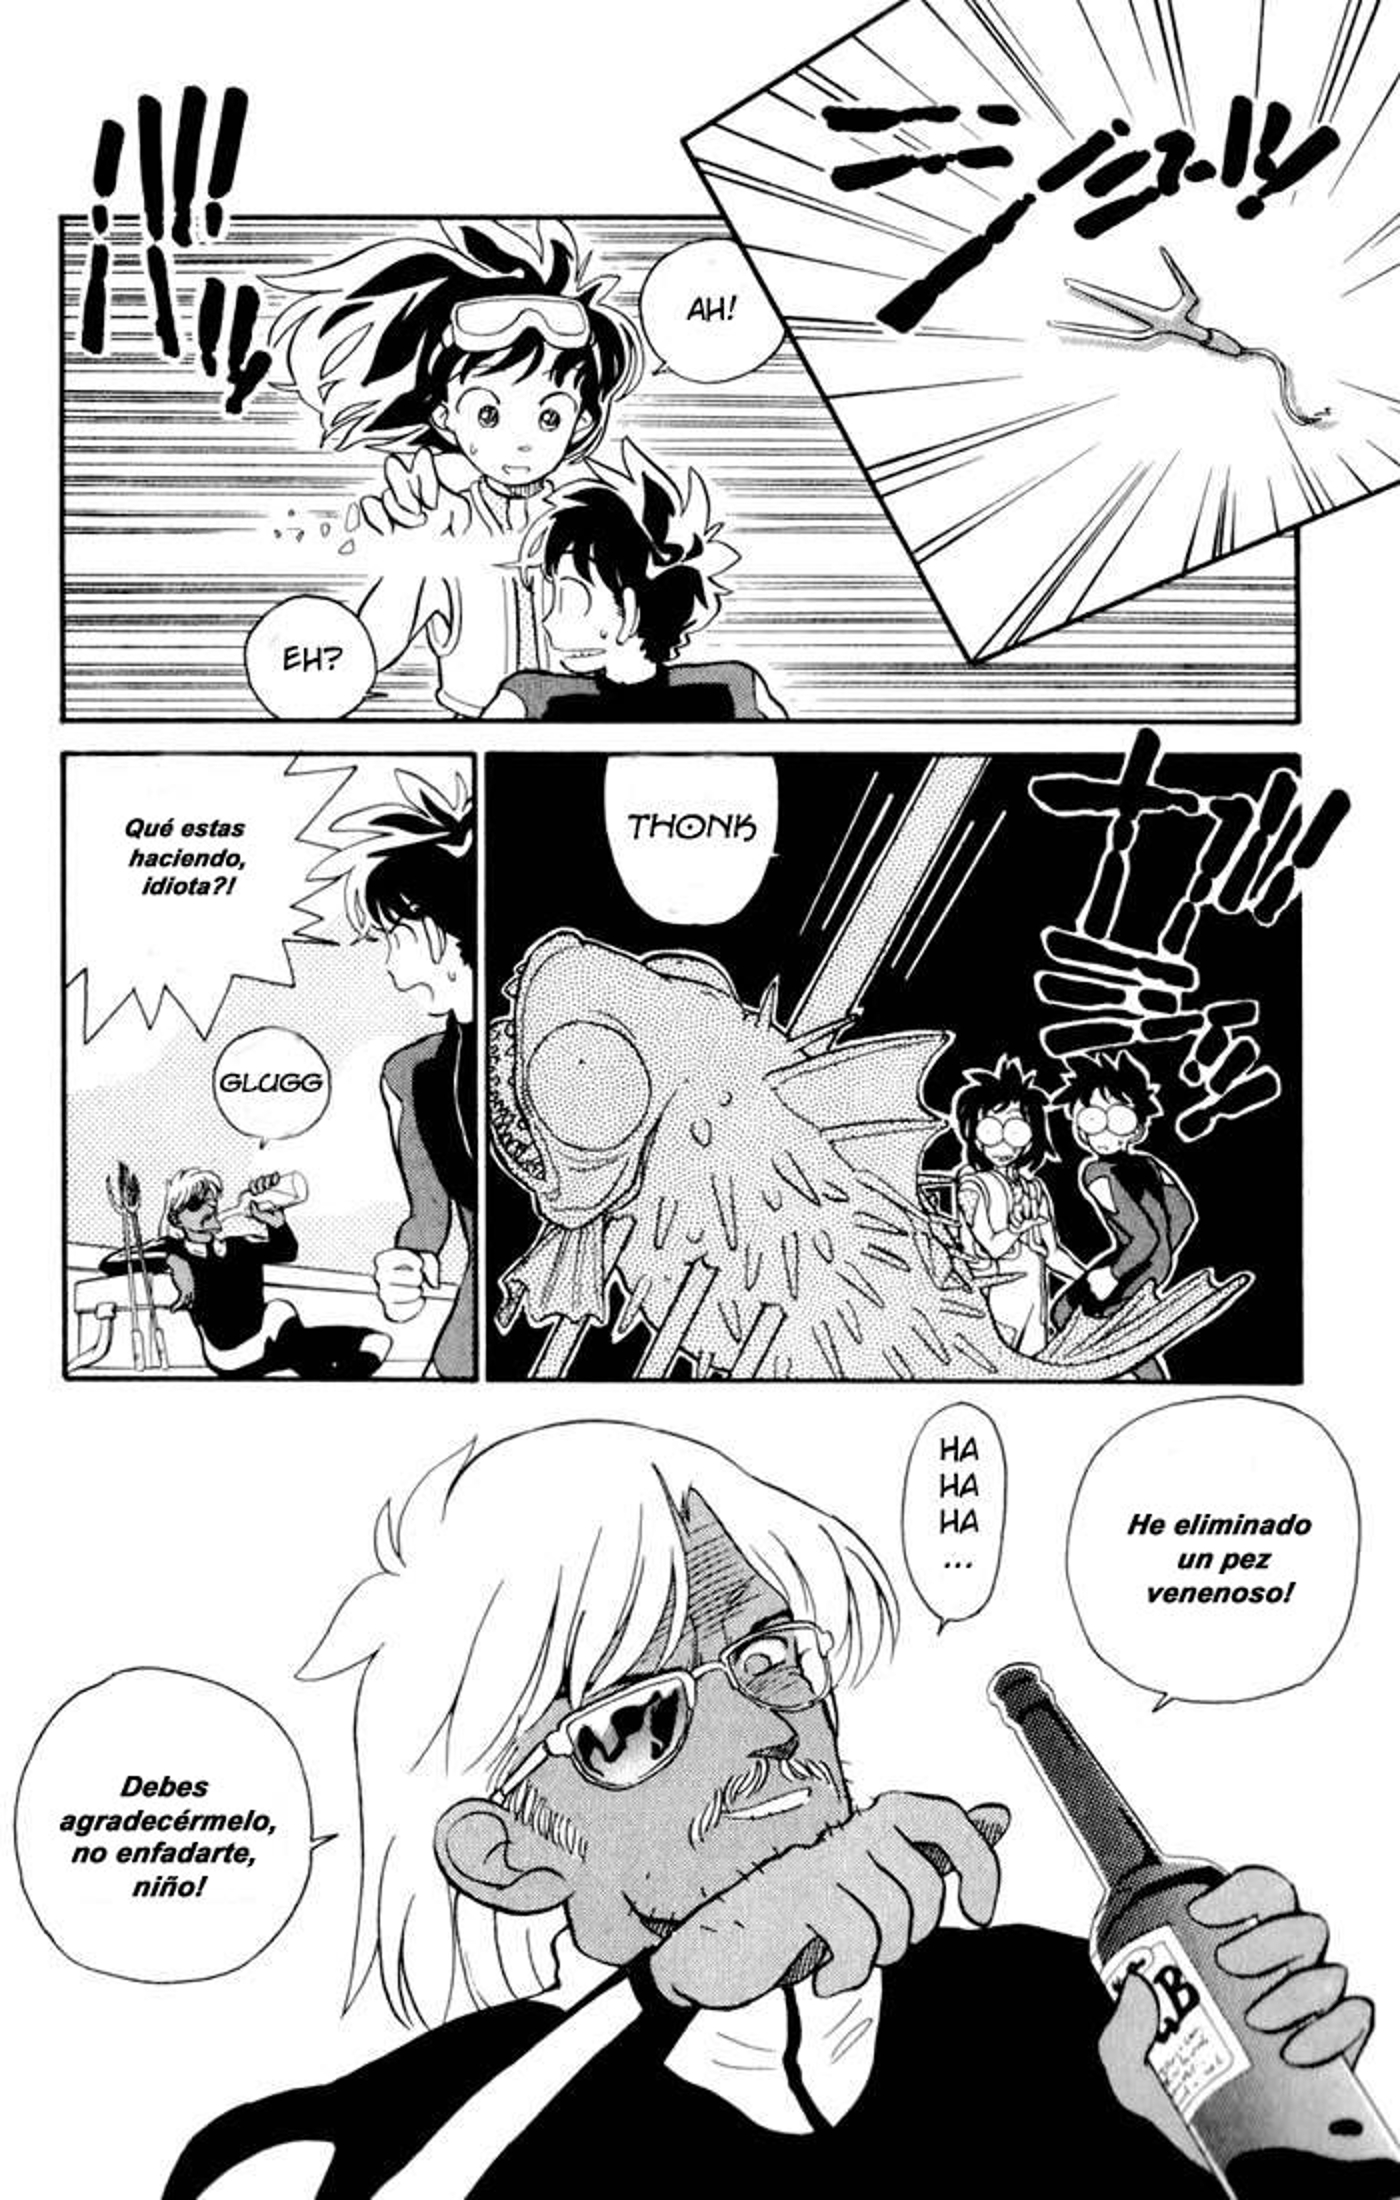 AH!
EH?
THONK
Qué estas
haciendo,
idiota?!
GLUGG
HA
HA
HA
...
He eliminado
un pez
venenoso!
Debes
agradecérmelo,
no enfadarte,
niño!